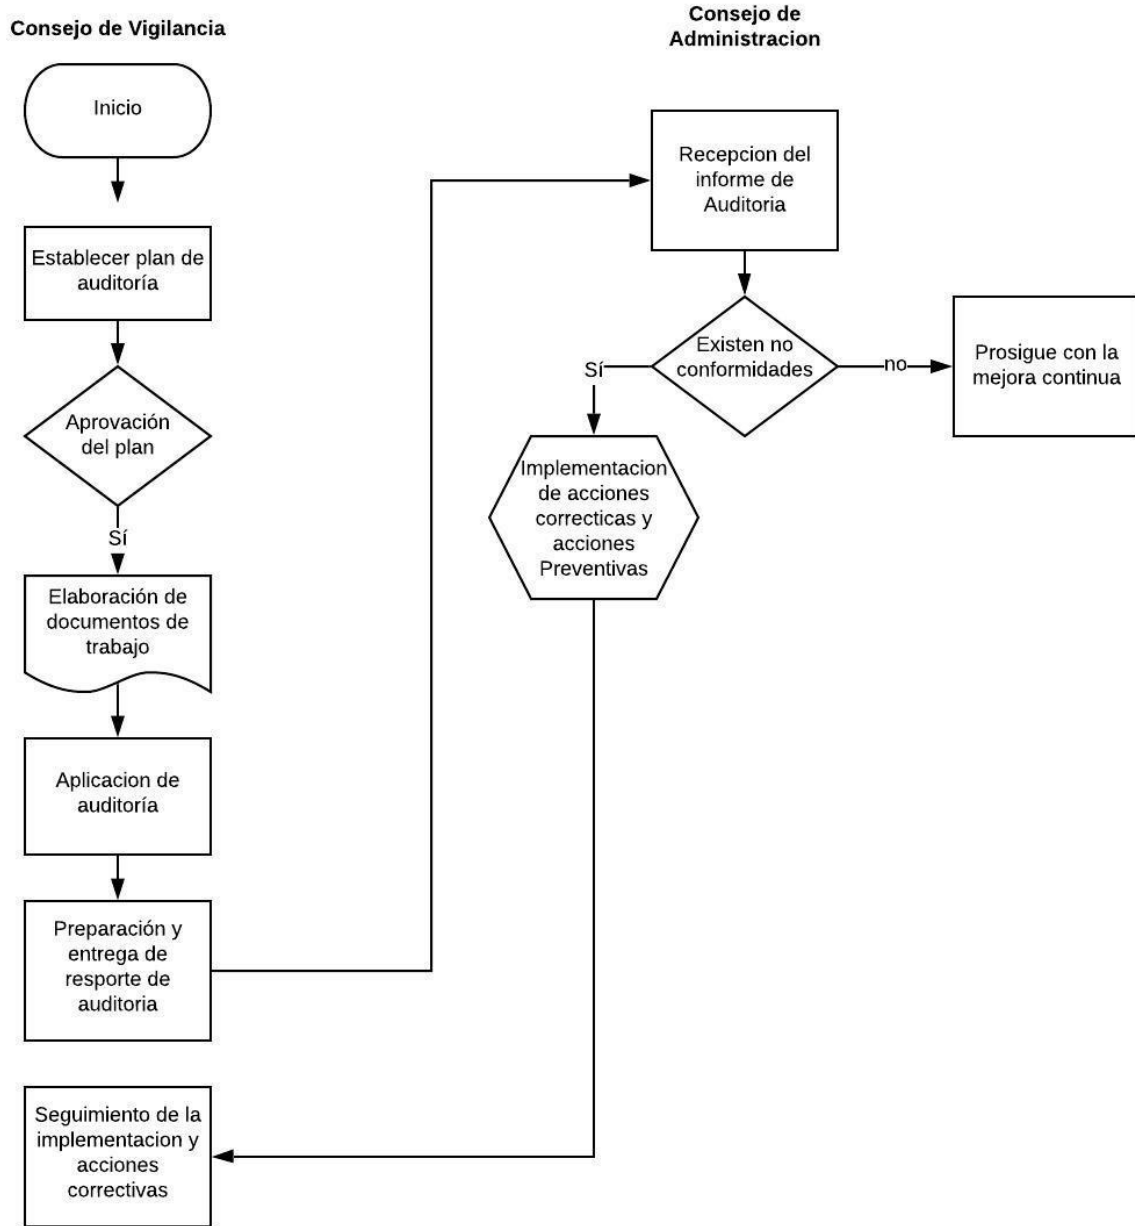 Consejo de Vigilancia
Inicio
Establecer plan de
auditoría
Aprovación
del plan
Sí
Elaboración de
documentos de
trabajo
Aplicacion de
auditoría
Preparación y
entrega de
resporte de
auditoria
Seguimiento de la
implementacion y
acciones
correctivas
Consejo de
Administracion
Recepcion del
informe de
Auditoria
Existen no
conformidades
Sí
no
Prosigue con la
mejora continua
Implementacion
de acciones
correcticas y
acciones
Preventivas